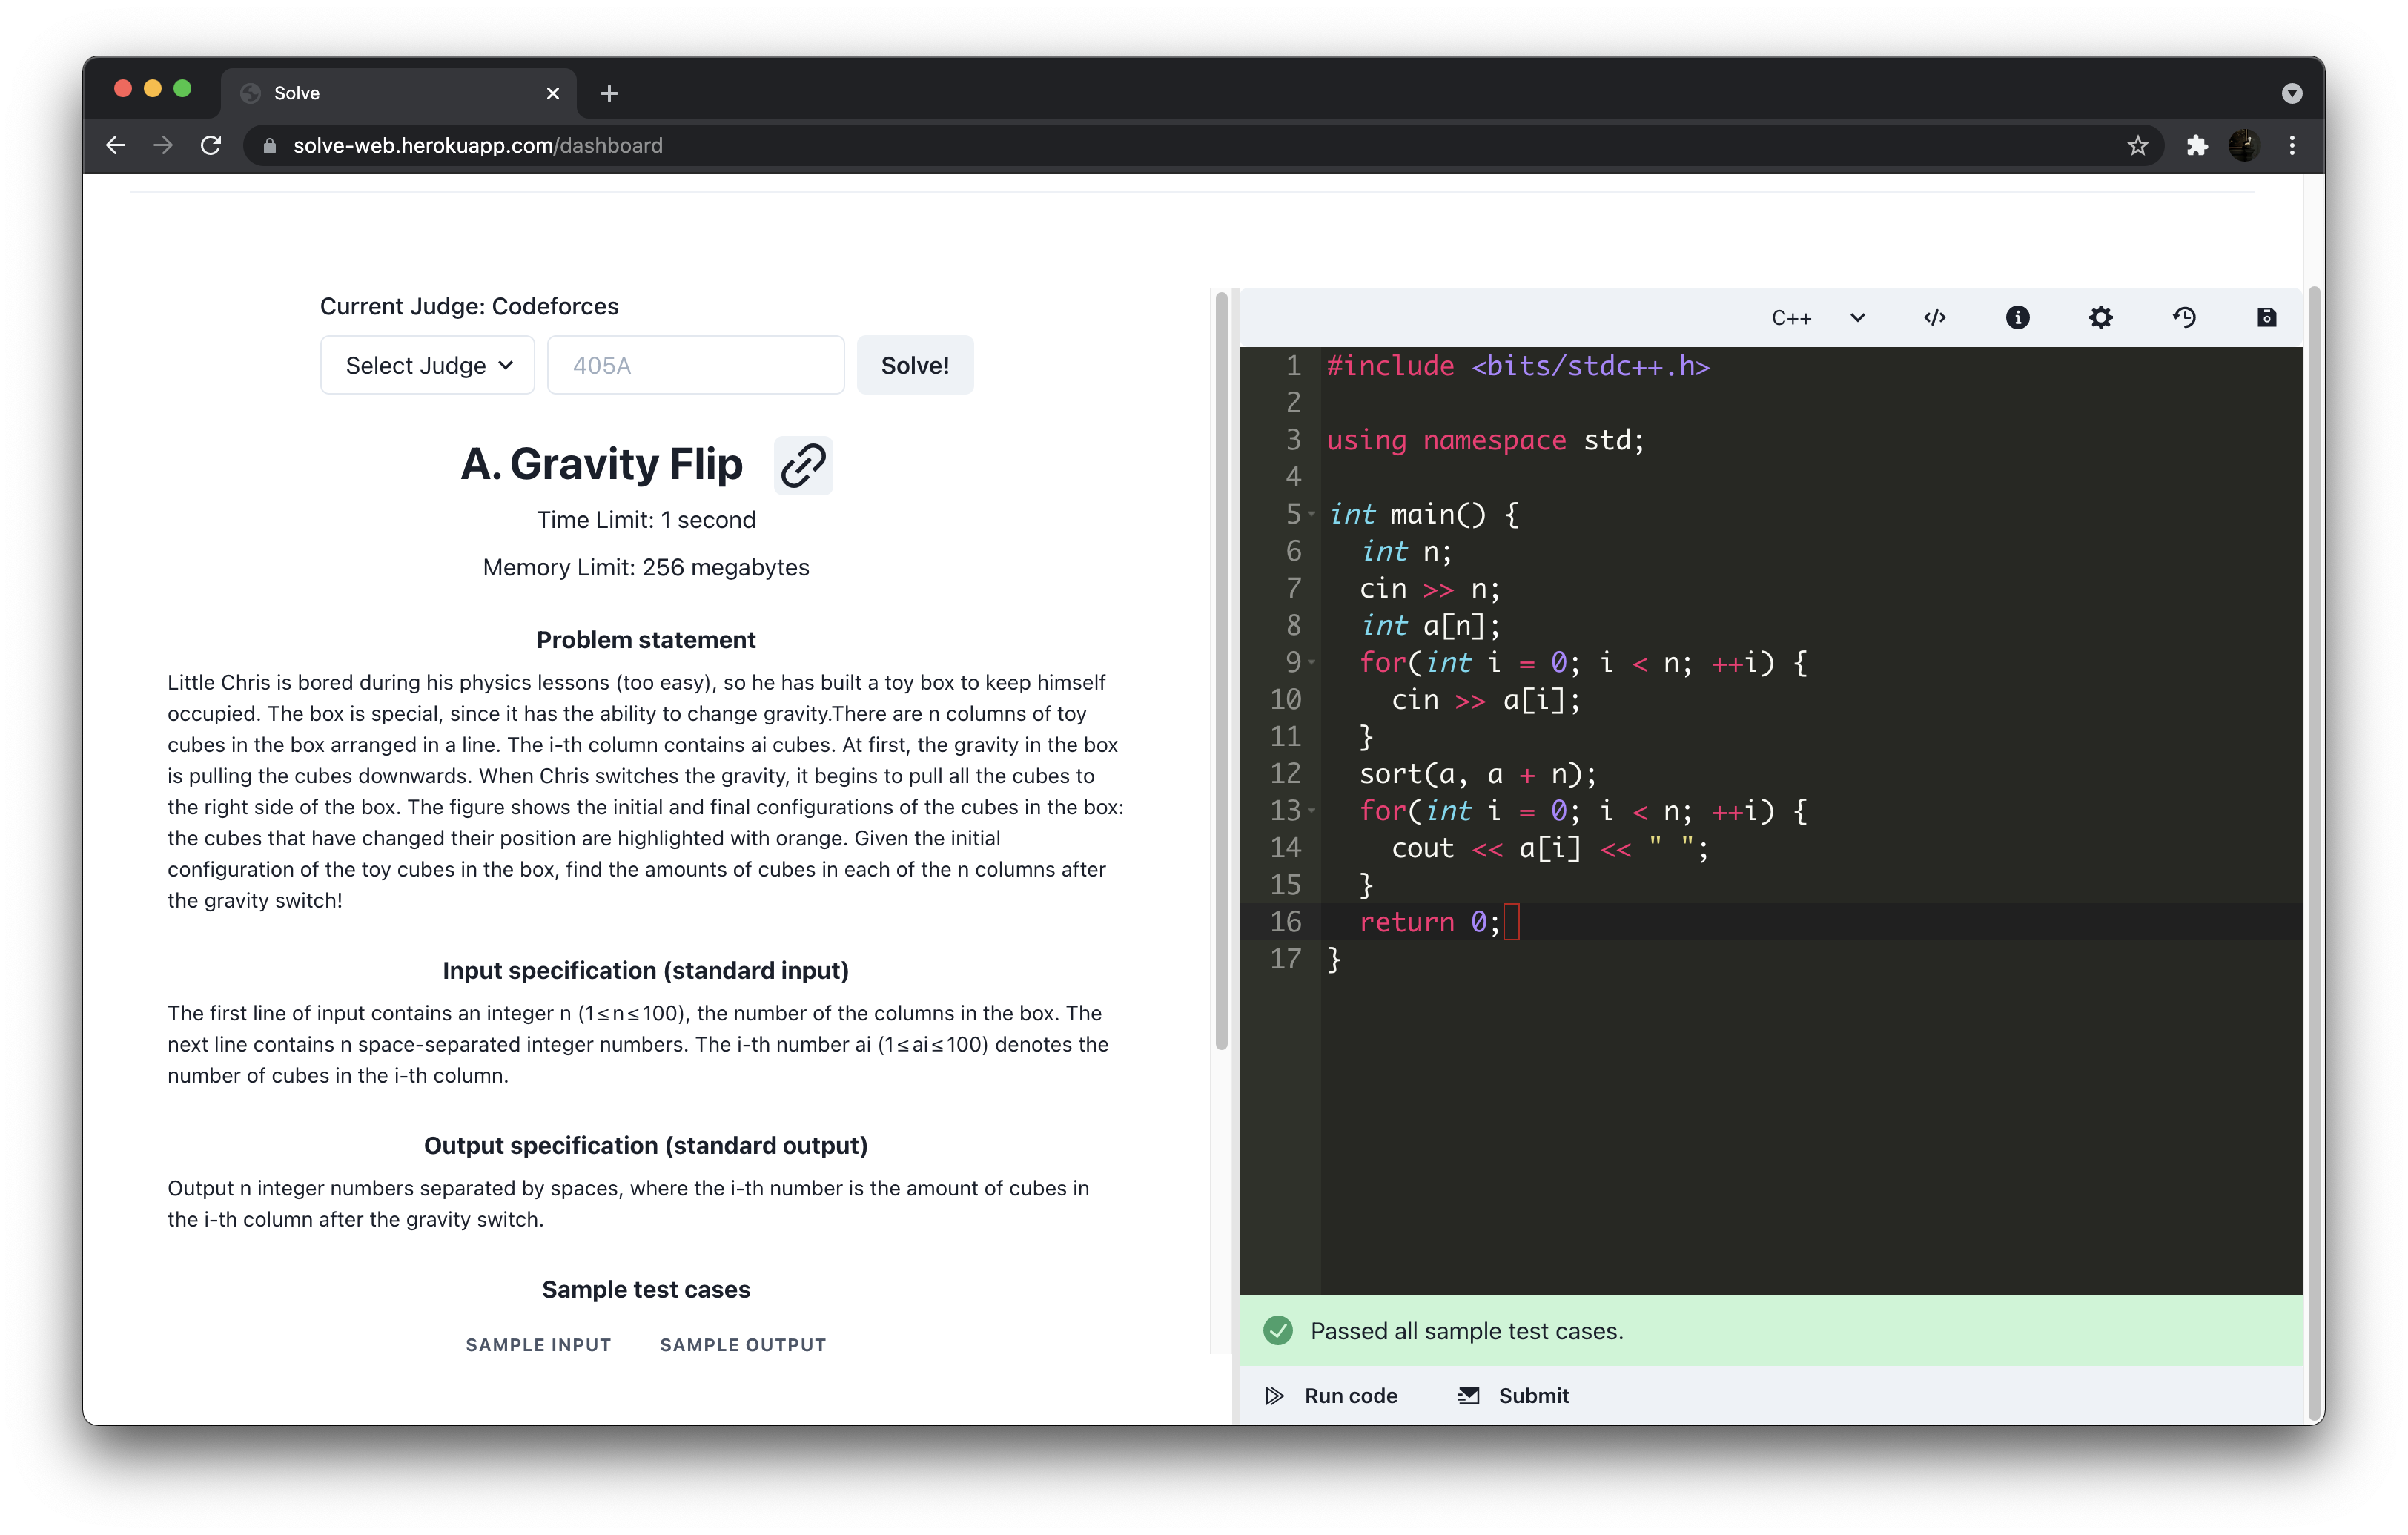 Solve
solve-web.herokuapp.com/dashboard
Current Judge: Codeforces
Select Judge
405A
Solve!
A. Gravity Flip
Time Limit: 1 second
Memory Limit: 256 megabytes
Problem statement
Little Chris is bored during his physics lessons (too easy), so he has built a toy box to keep himself
occupied. The box is special, since it has the ability to change gravity.There are n columns of toy
cubes in the box arranged in a line. The i-th column contains ai cubes. At first, the gravity in the box
is pulling the cubes downwards. When Chris switches the gravity, it begins to pull all the cubes to
the right side of the box. The figure shows the initial and final configurations of the cubes in the box:
the cubes that have changed their position are highlighted with orange. Given the initial
configuration of the toy cubes in the box, find the amounts of cubes in each of the n columns after
the gravity switch!
Input specification (standard input)
The first line of input contains an integer n (1≤n≤100), the number of the columns in the box. The
next line contains n space-separated integer numbers. The i-th number ai (1≤ai≤100) denotes the
number of cubes in the i-th column.
Output specification (standard output)
Output n integer numbers separated by spaces, where the i-th number is the amount of cubes in
the i-th column after the gravity switch.
Sample test cases
SAMPLE INPUT SAMPLE OUTPUT
C++
1 #include <bits/stdc++.h>
2
3 using namespace std;
4
5 int main() {
6   int n;
7   cin >> n;
8   int a[n];
9   for(int i = 0; i < n; ++i) {
10     cin >> a[i];
11   }
12   sort(a, a + n);
13   for(int i = 0; i < n; ++i) {
14     cout << a[i] << " ";
15   }
16   return 0;
17 }
Passed all sample test cases.
Run code
Submit